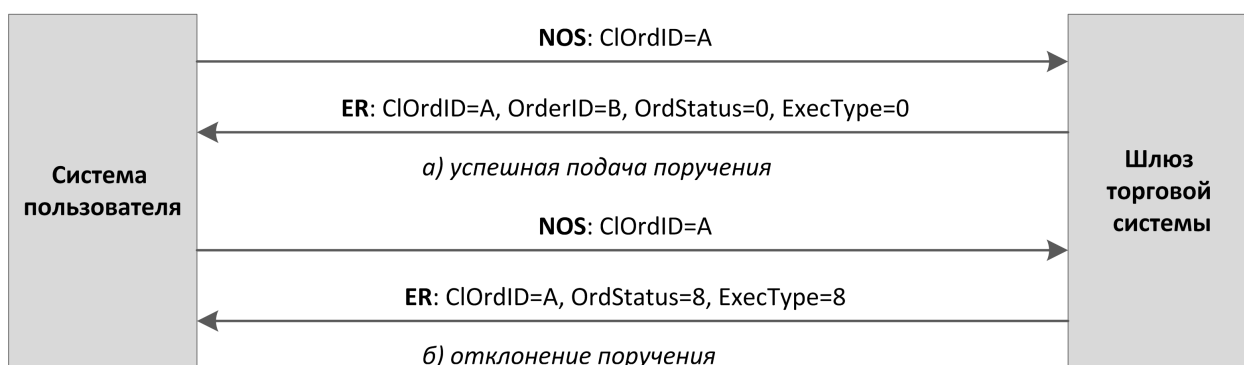 NOS: ClOrdID=A
ER: ClOrdID=A, OrderID=B, OrdStatus=0, ExecType=0
а) успешная подача поручения
Система
пользователя
Шлюз
торговой
системы
NOS: ClOrdID=A
ER: ClOrdID=A, OrdStatus=8, ExecType=8
б) отклонение поручения